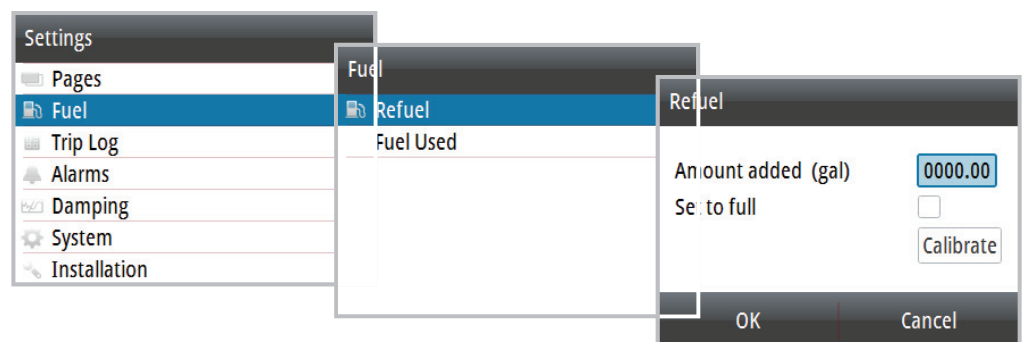 Settings
Pages
Fuel
Trip Log
Alarms
Damping
System
Installation
Fuel
Refuel
Fuel Used
Refuel
Amount added (gal) 0000.00
Set to full
Calibrate
OK Cancel